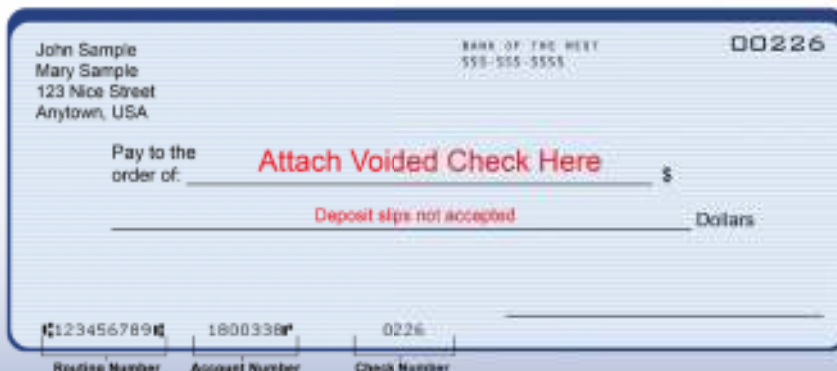 John Sample
Mary Sample
123 Nice Street
Anytown, USA
BANK OF THE WEST
555-555-5555
00226
Pay to the
order of:
Attach Voided Check Here
$
Deposit slips not accepted
Dollars
⑆123456789⑆ 1800338⑈ 0226
Routing Number Account Number Check Number